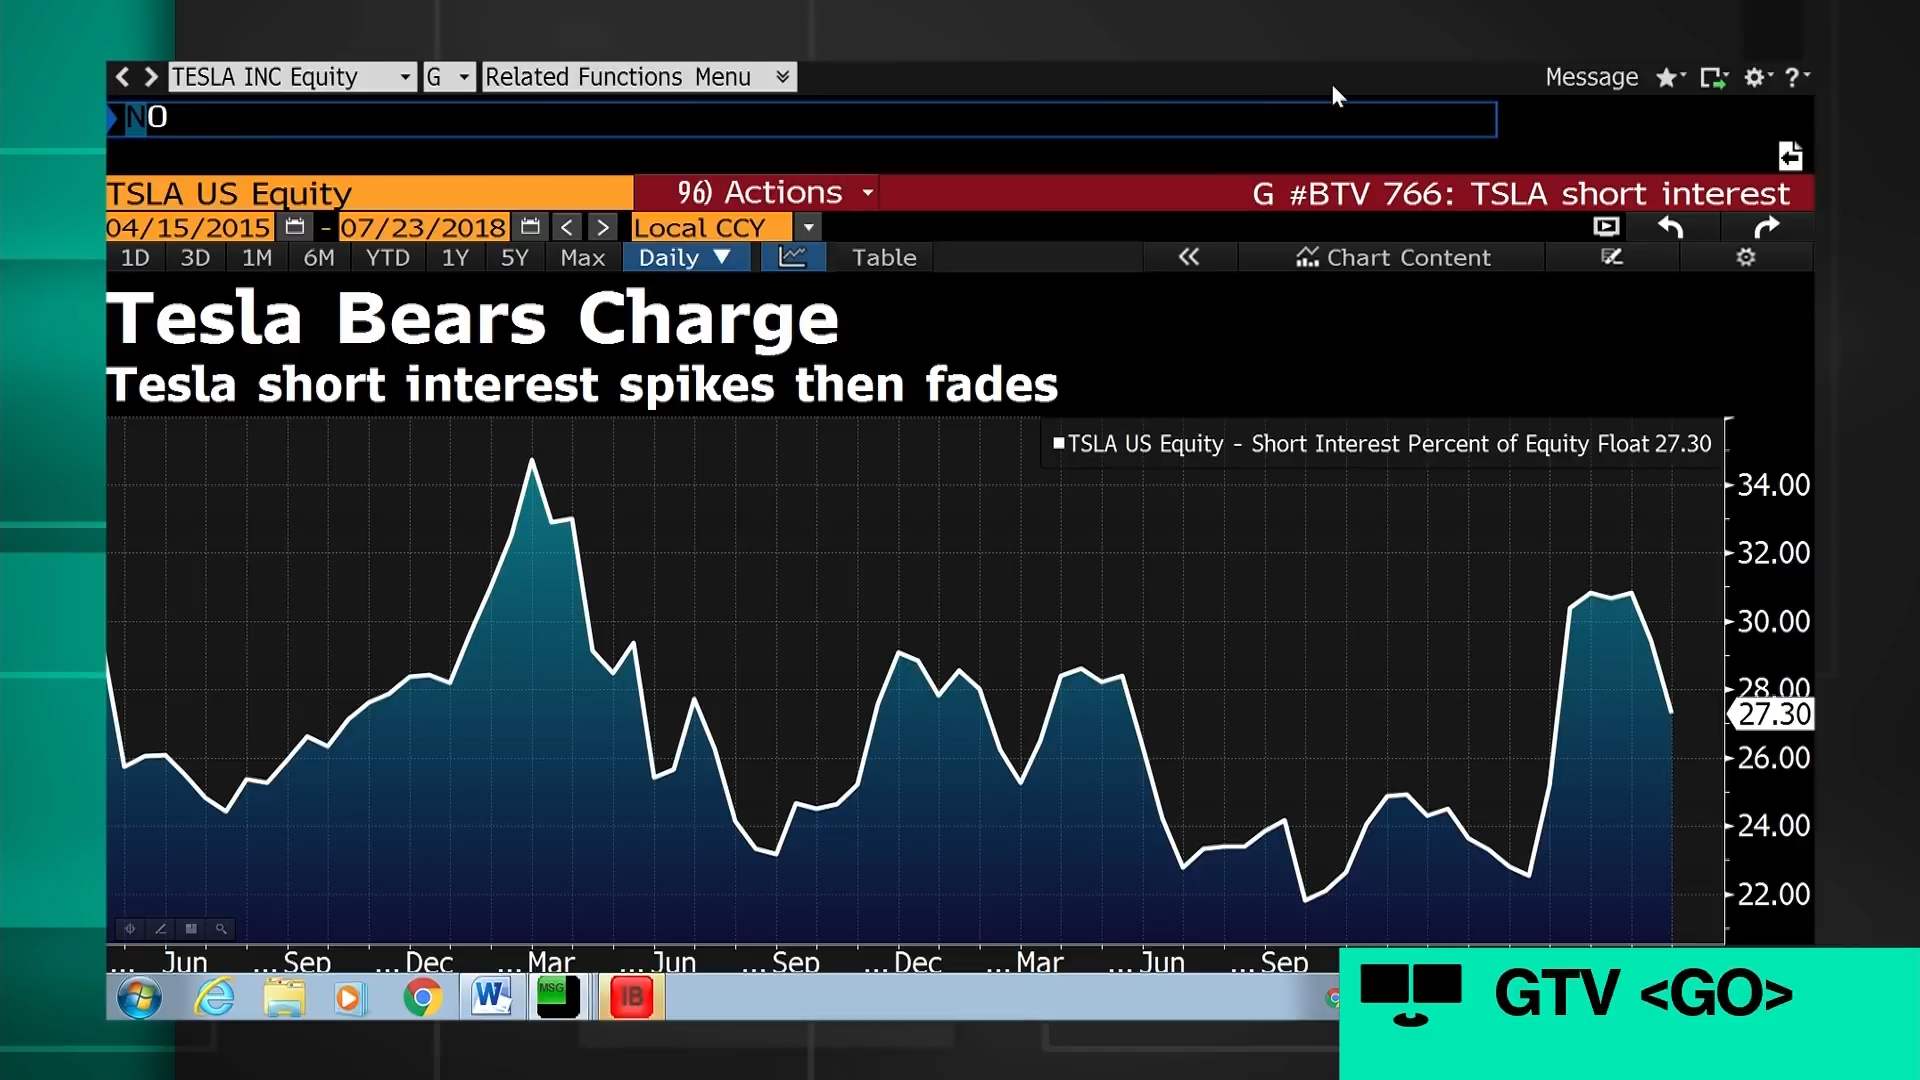 TESLA INC Equity G Related Functions Menu Message ?
NO
TSLA US Equity 96) Actions G #BTV 766: TSLA short interest
04/15/2015 - 07/23/2018 Local CCY
1D 3D 1M 6M YTD 1Y 5Y Max Daily ▼ Table « Chart Content
Tesla Bears Charge
Tesla short interest spikes then fades
TSLA US Equity - Short Interest Percent of Equity Float 27.30
34.00
32.00
30.00
28.00
27.30
26.00
24.00
22.00
... Jun ... Sep ... Dec ... Mar ... Jun ... Sep ... Dec ... Mar ... Jun ... Sep
W MSG IB
GTV <GO>